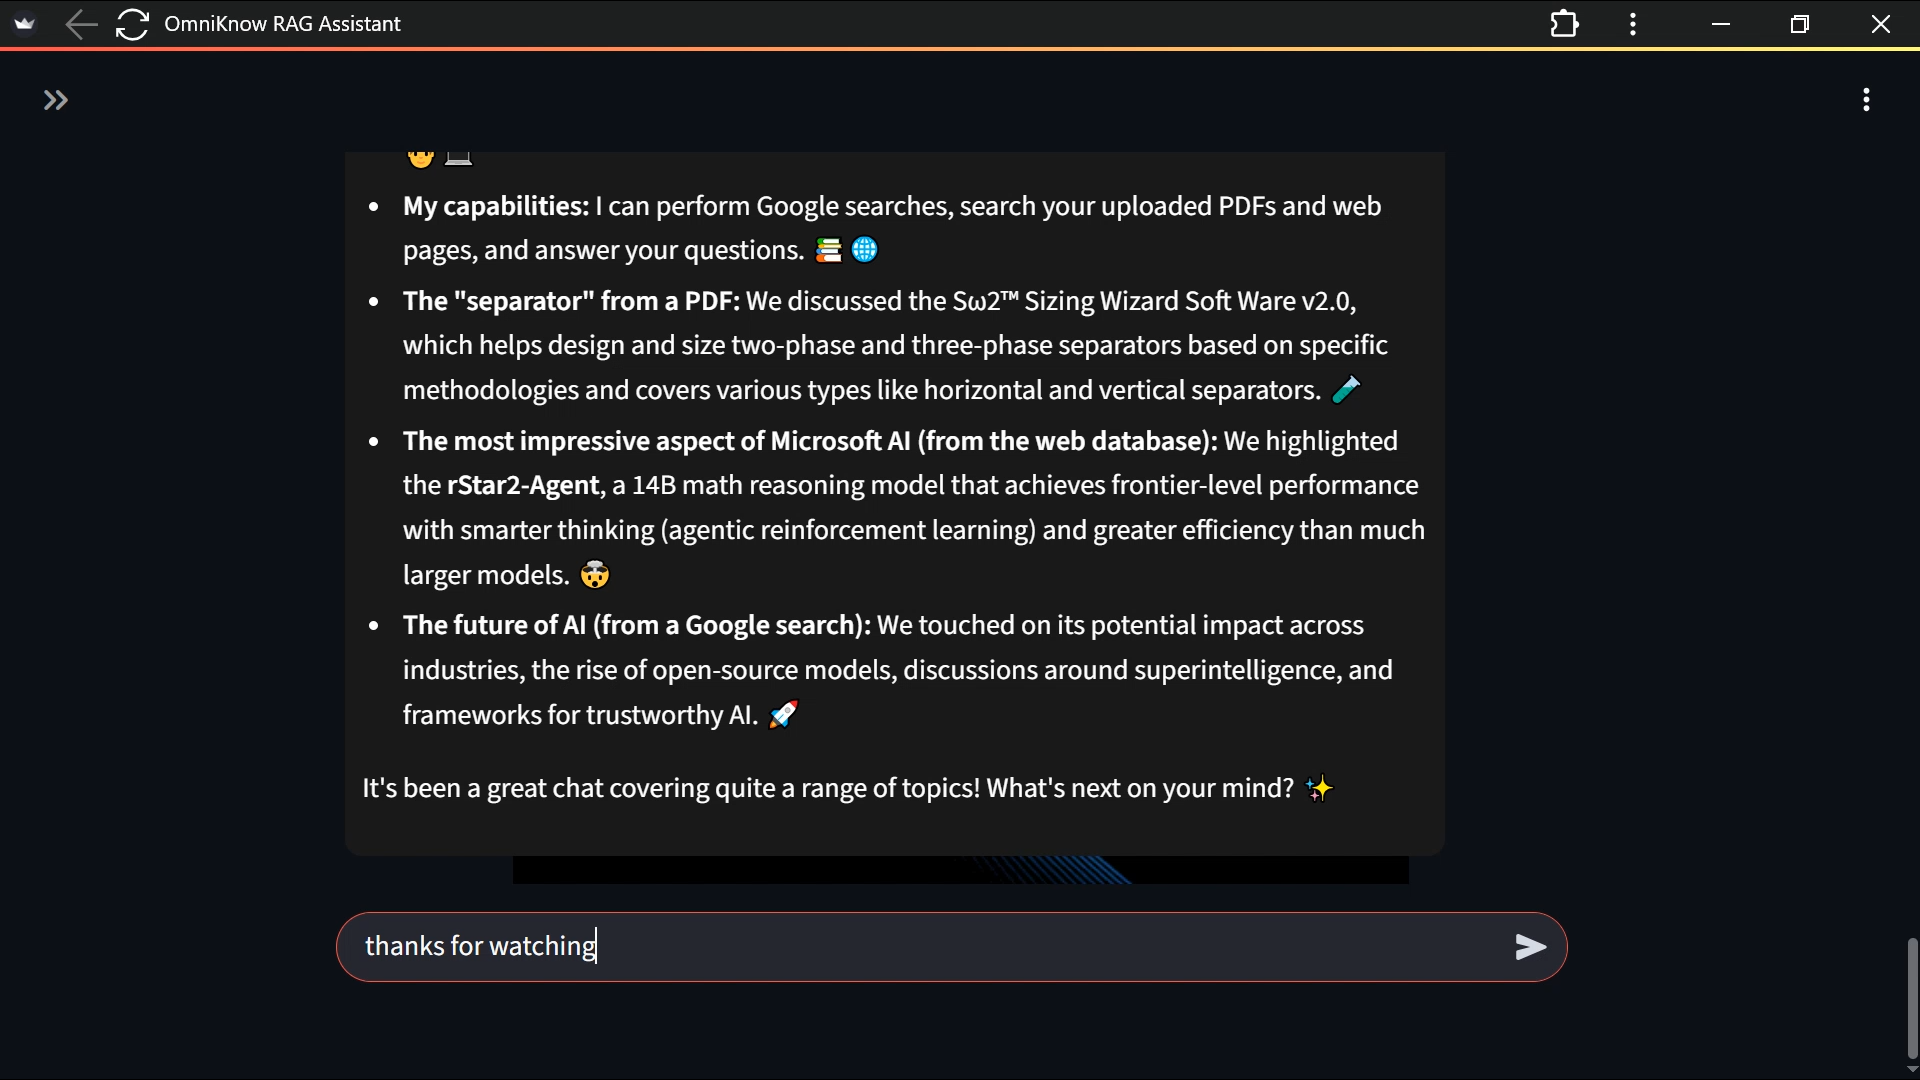 OmniKnow RAG Assistant
My capabilities: I can perform Google searches, search your uploaded PDFs and web
pages, and answer your questions. 📚 🌐
The "separator" from a PDF: We discussed the Sω2™ Sizing Wizard Soft Ware v2.0,
which helps design and size two-phase and three-phase separators based on specific
methodologies and covers various types like horizontal and vertical separators. 🧪
The most impressive aspect of Microsoft AI (from the web database): We highlighted
the rStar2-Agent, a 14B math reasoning model that achieves frontier-level performance
with smarter thinking (agentic reinforcement learning) and greater efficiency than much
larger models. 🤯
The future of AI (from a Google search): We touched on its potential impact across
industries, the rise of open-source models, discussions around superintelligence, and
frameworks for trustworthy AI. 🚀
It's been a great chat covering quite a range of topics! What's next on your mind? ✨
thanks for watching